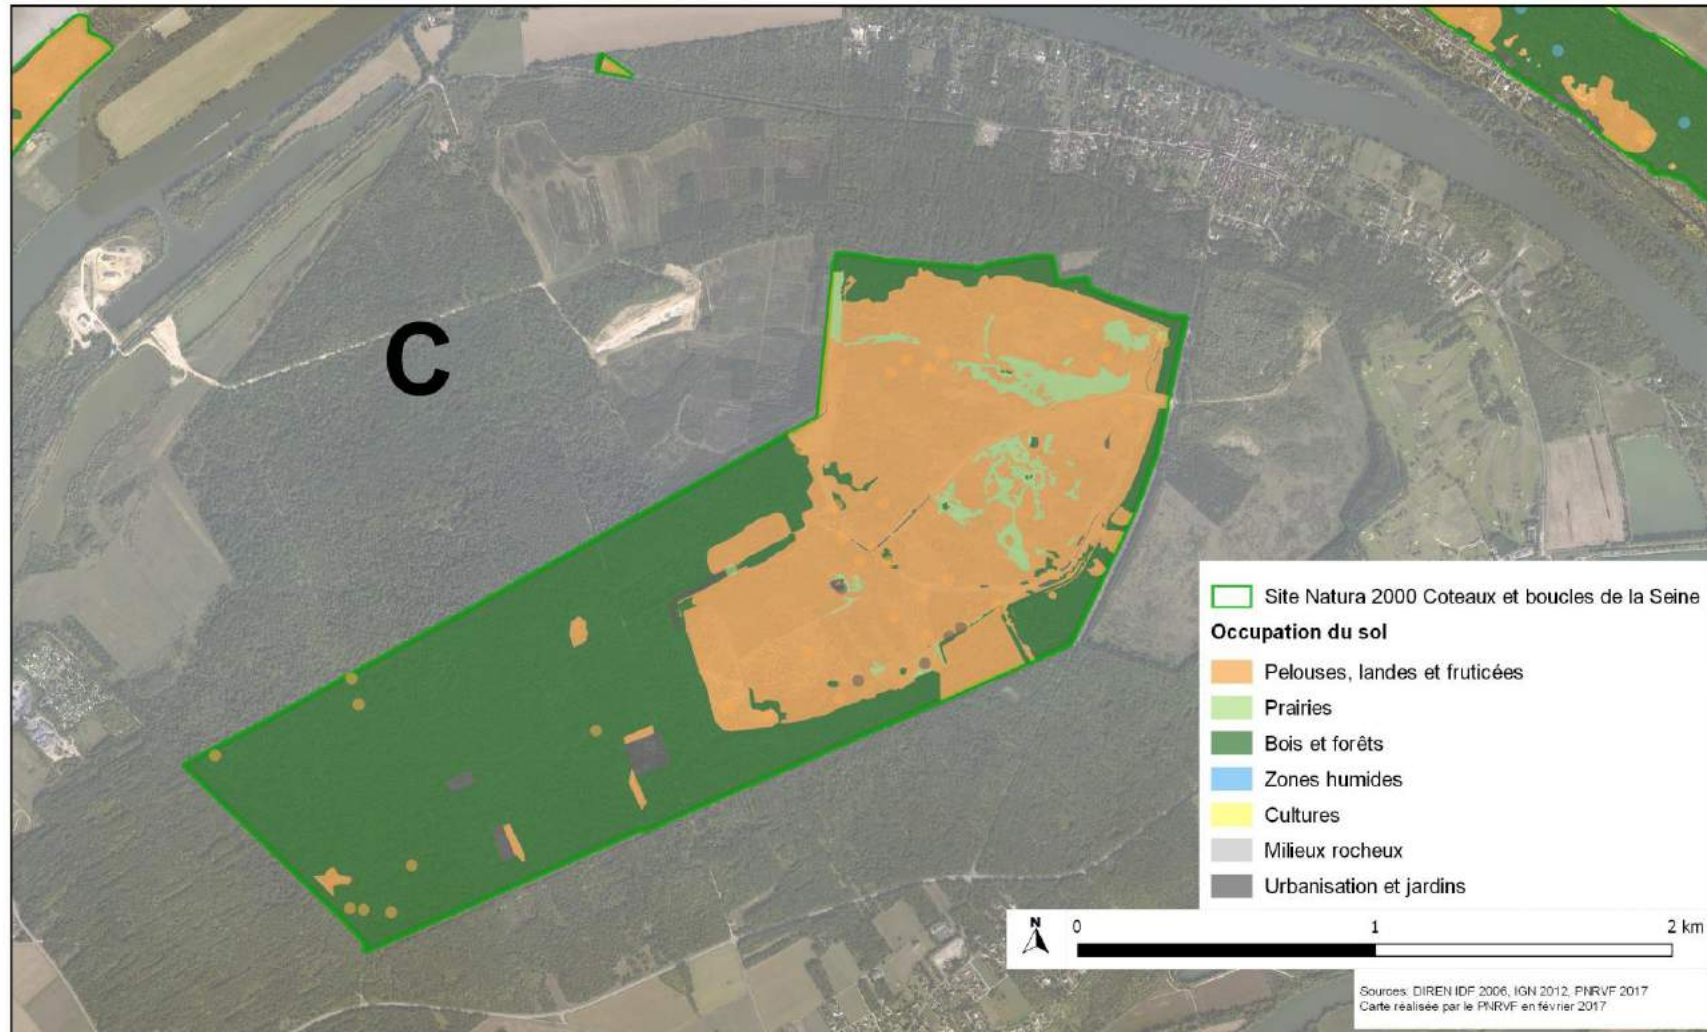 C
Site Natura 2000 Coteaux et boucles de la Seine
Occupation du sol
Pelouses, landes et fruticées
Prairies
Bois et forêts
Zones humides
Cultures
Milieux rocheux
Urbanisation et jardins
N
0 1 2 km
Sources: DIREN IDF 2006, IGN 2012, PNRVF 2017
Carte réalisée par le PNRVF en février 2017